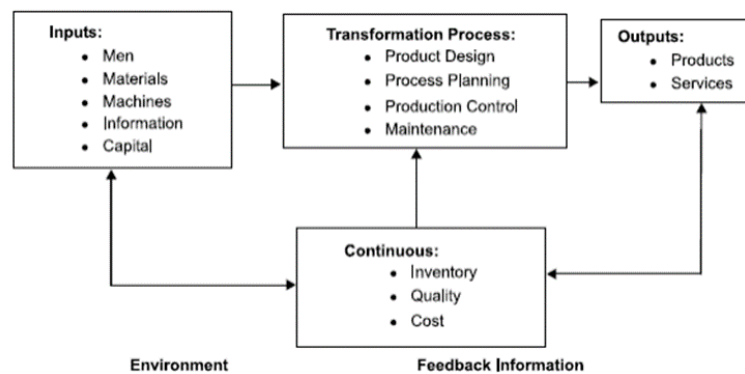 Inputs:
• Men
• Materials
• Machines
• Information
• Capital
Transformation Process:
• Product Design
• Process Planning
• Production Control
• Maintenance
Outputs:
• Products
• Services
Continuous:
• Inventory
• Quality
• Cost
Environment
Feedback Information